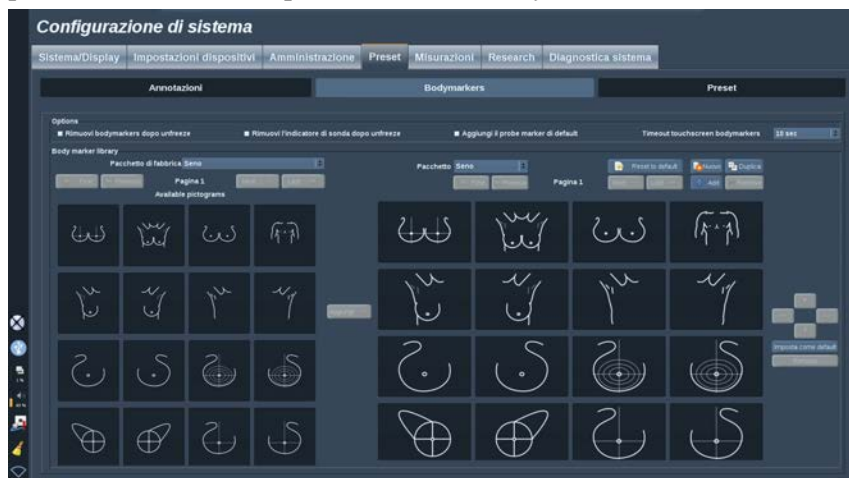 Configurazione di sistema
Sistema/Display Impostazioni dispositivi Amministrazione Preset Misurazioni Research Diagnostica sistema
Annotazioni Bodymarkers Preset
Options
Rimuovi bodymarkers dopo unfreeze Rimuovi l'indicatore di sonda dopo unfreeze Aggiungi il probe marker di default Timeout touchscreen bodymarkers 10 sec
Body marker library
Pacchetto di fabbrica Seno Pacchetto Seno Preset to default Nuovo Duplica
Pagina 1 Pagina 1 Add
Available pictograms
Imposta come default